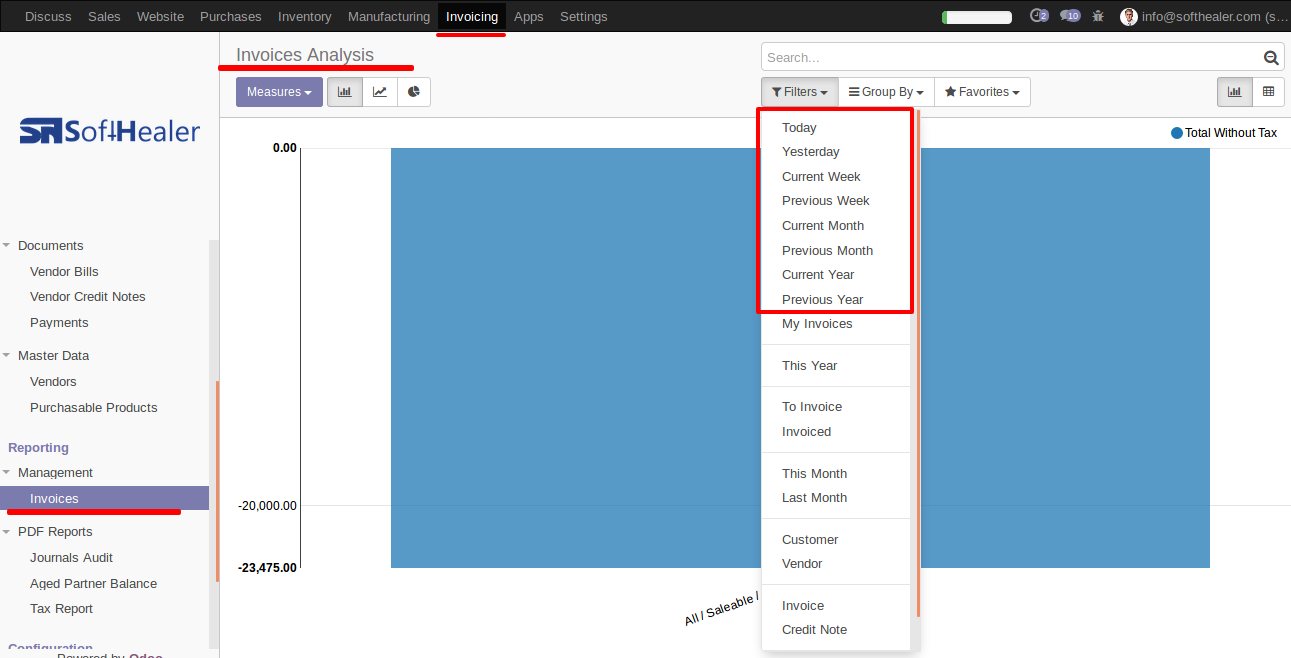 Discuss Sales Website Purchases Inventory Manufacturing Invoicing Apps Settings 2 10 info@softhealer.com (s...
Invoices Analysis
Search...
Measures
Filters Group By Favorites
SoftHealer
Documents
Vendor Bills
Vendor Credit Notes
Payments
Master Data
Vendors
Purchasable Products
Reporting
Management
Invoices
PDF Reports
Journals Audit
Aged Partner Balance
Tax Report
Configuration
Powered by Odoo
Total Without Tax
0.00
-20,000.00
-23,475.00
All / Saleable /
Today
Yesterday
Current Week
Previous Week
Current Month
Previous Month
Current Year
Previous Year
My Invoices
This Year
To Invoice
Invoiced
This Month
Last Month
Customer
Vendor
Invoice
Credit Note